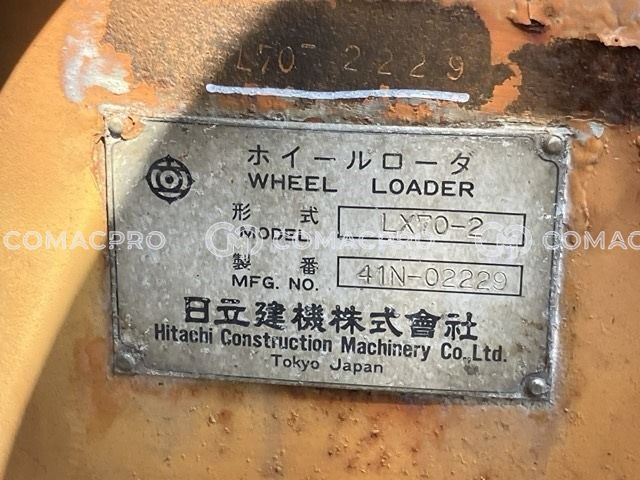 L70-2229
ホイールローダ
WHEEL LOADER
形式 LX70-2
MODEL
製番 41N-02229
MFG. NO.
日立建機株式會社
Hitachi Construction Machinery Co., Ltd.
Tokyo Japan
COMACPRO COMACPRO COMACPRO